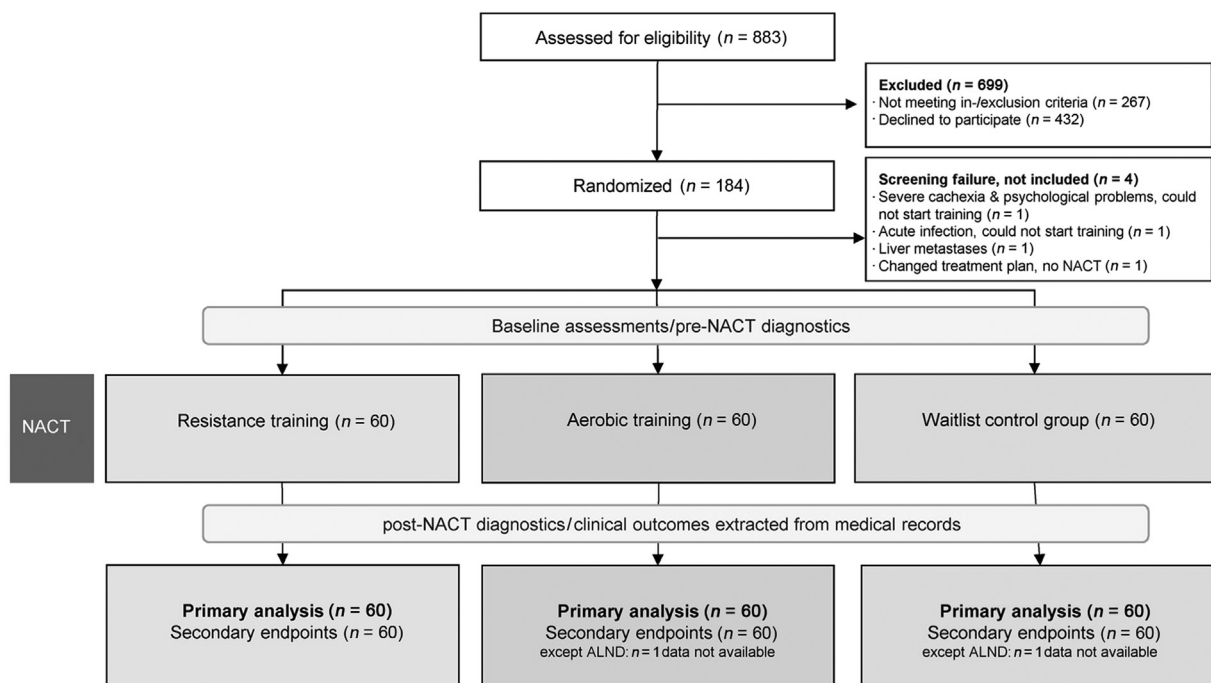 Assessed for eligibility (n = 883)
Excluded (n = 699)
· Not meeting in-/exclusion criteria (n = 267)
· Declined to participate (n = 432)
Randomized (n = 184)
Screening failure, not included (n = 4)
· Severe cachexia & psychological problems, could
not start training (n = 1)
· Acute infection, could not start training (n = 1)
· Liver metastases (n = 1)
· Changed treatment plan, no NACT (n = 1)
Baseline assessments/pre-NACT diagnostics
NACT
Resistance training (n = 60)
Aerobic training (n = 60)
Waitlist control group (n = 60)
post-NACT diagnostics/clinical outcomes extracted from medical records
Primary analysis (n = 60)
Secondary endpoints (n = 60)
Primary analysis (n = 60)
Secondary endpoints (n = 60)
except ALND: n = 1 data not available
Primary analysis (n = 60)
Secondary endpoints (n = 60)
except ALND: n = 1 data not available